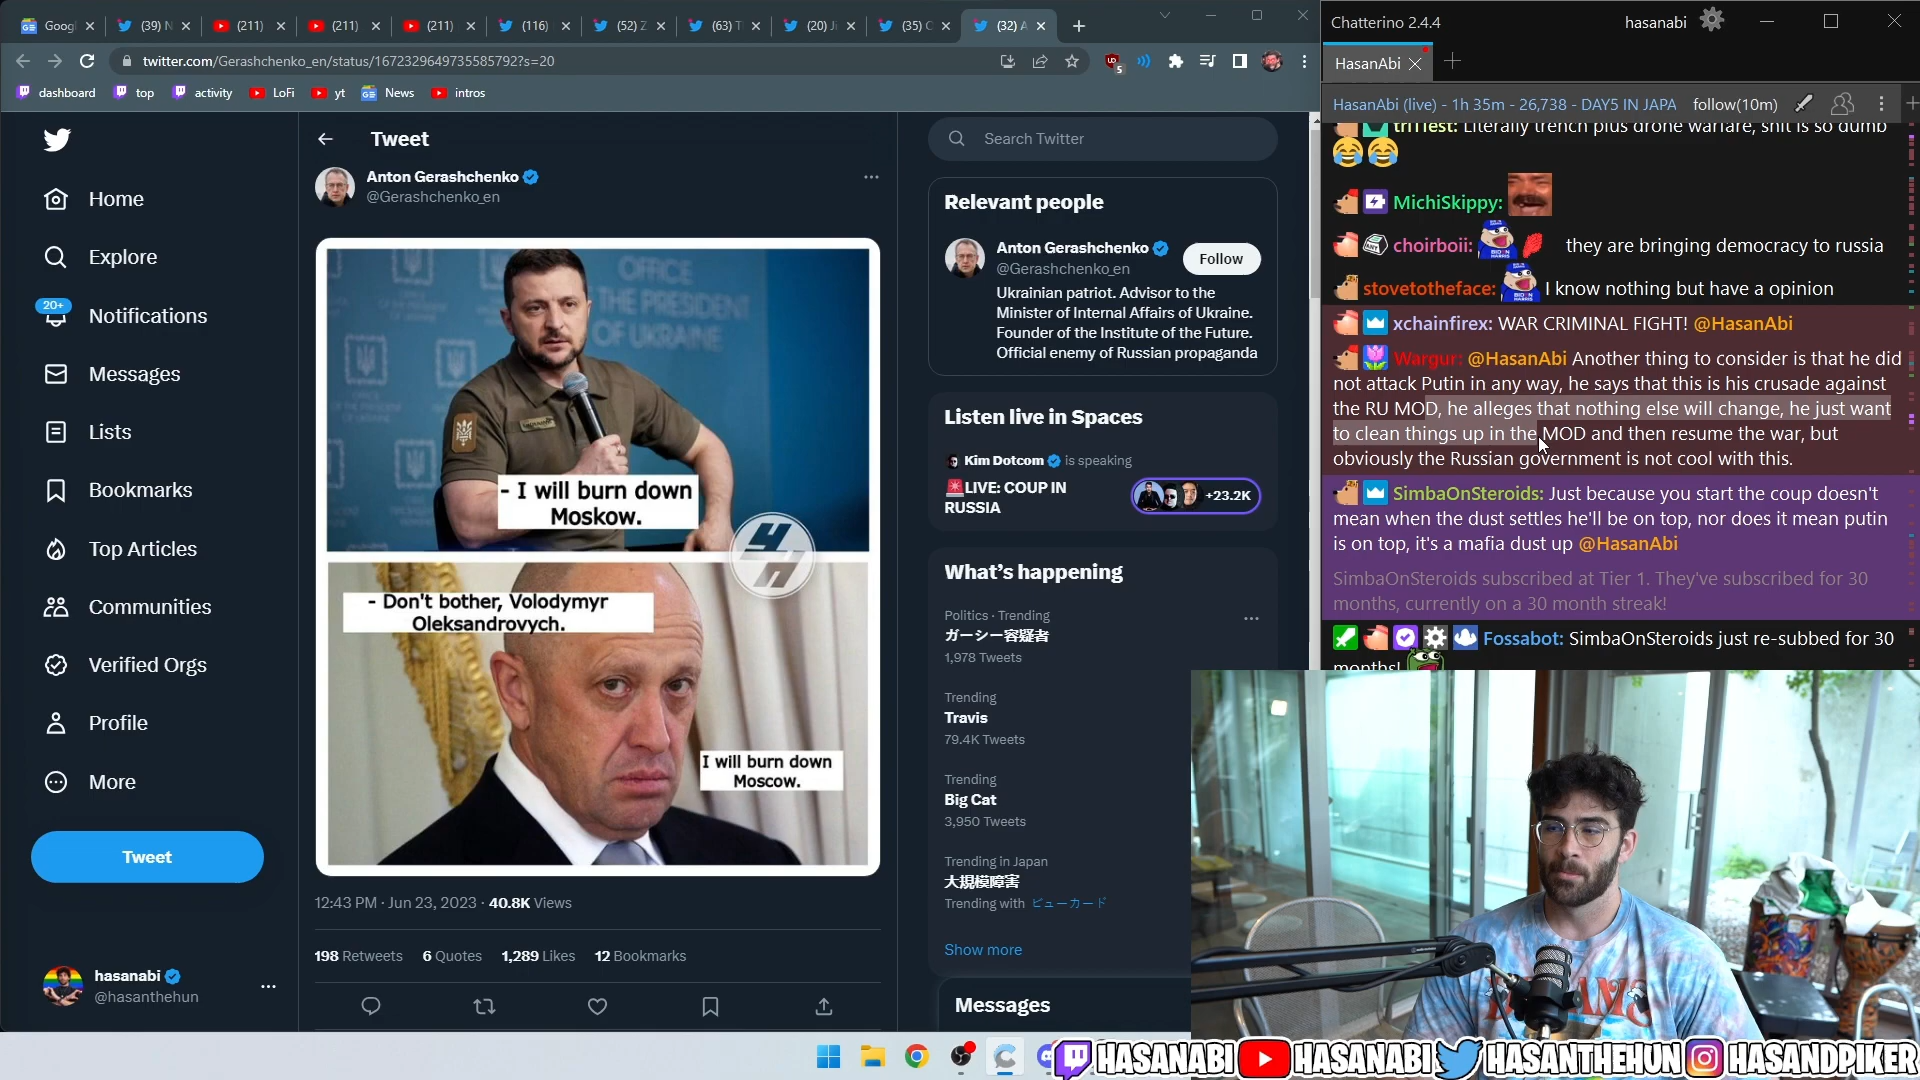 Goog
(39) N
(211)
(211)
(211)
(116)
(52) Z
(63) T
(20) Ji
(35) C
(32) A
twitter.com/Gerashchenko_en/status/1672329649735585792?s=20
dashboard
top
activity
LoFi
yt
News
intros
Home
Explore
20+
Notifications
Messages
Lists
Bookmarks
Top Articles
Communities
Verified Orgs
Profile
More
Tweet
hasanabi
@hasanthehun
Tweet
Anton Gerashchenko
@Gerashchenko_en
OFFICE
THE PRESIDENT
OF UKRAINE
- I will burn down
Moskow.
- Don't bother, Volodymyr
Oleksandrovych.
I will burn down
Moscow.
12:43 PM · Jun 23, 2023 · 40.8K Views
198 Retweets 6 Quotes 1,289 Likes 12 Bookmarks
Search Twitter
Relevant people
Anton Gerashchenko
@Gerashchenko_en
Follow
Ukrainian patriot. Advisor to the
Minister of Internal Affairs of Ukraine.
Founder of the Institute of the Future.
Official enemy of Russian propaganda
Listen live in Spaces
Kim Dotcom is speaking
🚨LIVE: COUP IN
RUSSIA
+23.2K
What's happening
Politics · Trending
ガーシー容疑者
1,978 Tweets
Trending
Travis
79.4K Tweets
Trending
Big Cat
3,950 Tweets
Trending in Japan
大規模障害
Trending with ビューカード
Show more
Messages
Chatterino 2.4.4
hasanabi
HasanAbi
HasanAbi (live) - 1h 35m - 26,738 - DAY5 IN JAPA
follow(10m)
Literally trench plus drone warfare, shit is so dumb
😂😂
MichiSkippy:
choirboii: they are bringing democracy to russia
stovetotheface: I know nothing but have a opinion
xchainfirex: WAR CRIMINAL FIGHT! @HasanAbi
Wargur: @HasanAbi Another thing to consider is that he did
not attack Putin in any way, he says that this is his crusade against
the RU MOD, he alleges that nothing else will change, he just want
to clean things up in the MOD and then resume the war, but
obviously the Russian government is not cool with this.
SimbaOnSteroids: Just because you start the coup doesn't
mean when the dust settles he'll be on top, nor does it mean putin
is on top, it's a mafia dust up @HasanAbi
SimbaOnSteroids subscribed at Tier 1. They've subscribed for 30
months, currently on a 30 month streak!
Fossabot: SimbaOnSteroids just re-subbed for 30
months!
HASANABI
HASANABI
HASANTHEHUN
HASANDPIKER